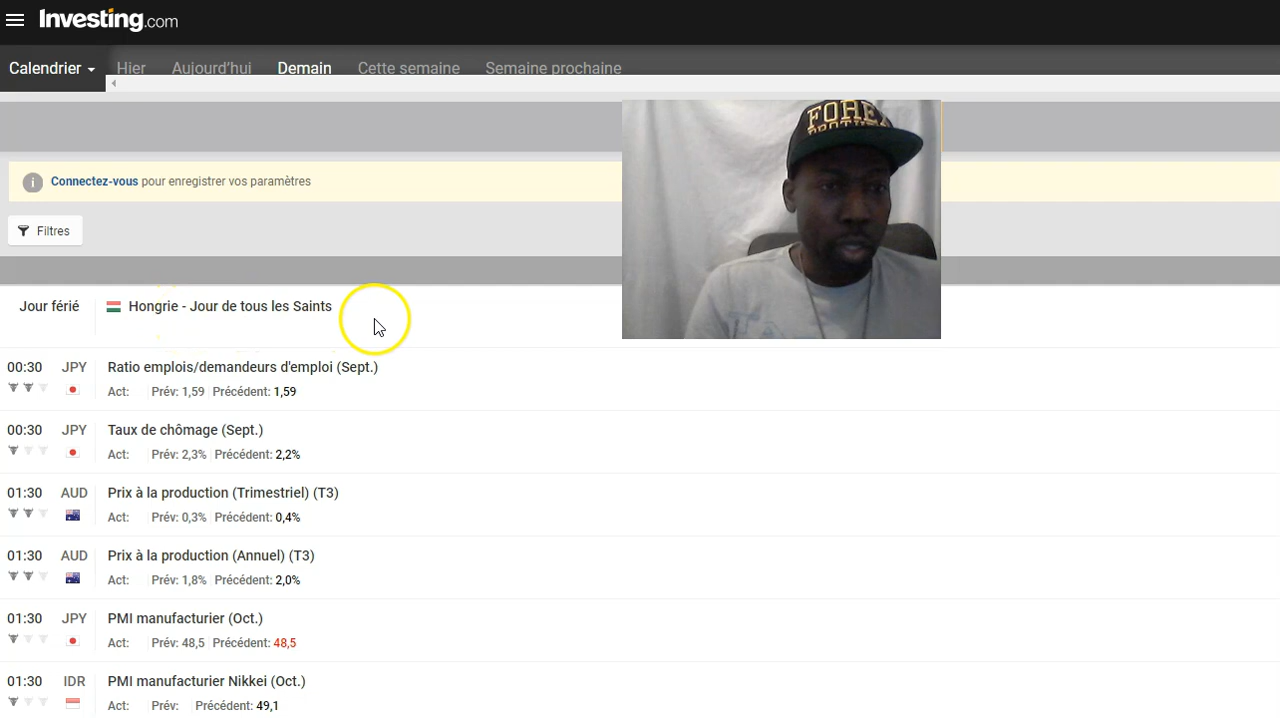 Investing.com
Calendrier Hier Aujourd'hui Demain Cette semaine Semaine prochaine
FOREX
BROTHERS
Connectez-vous pour enregistrer vos paramètres
Filtres
Jour férié Hongrie - Jour de tous les Saints
00:30 JPY Ratio emplois/demandeurs d'emploi (Sept.)
Act: Prév: 1,59 Précédent: 1,59
00:30 JPY Taux de chômage (Sept.)
Act: Prév: 2,3% Précédent: 2,2%
01:30 AUD Prix à la production (Trimestriel) (T3)
Act: Prév: 0,3% Précédent: 0,4%
01:30 AUD Prix à la production (Annuel) (T3)
Act: Prév: 1,8% Précédent: 2,0%
01:30 JPY PMI manufacturier (Oct.)
Act: Prév: 48,5 Précédent: 48,5
01:30 IDR PMI manufacturier Nikkei (Oct.)
Act: Prév: Précédent: 49,1